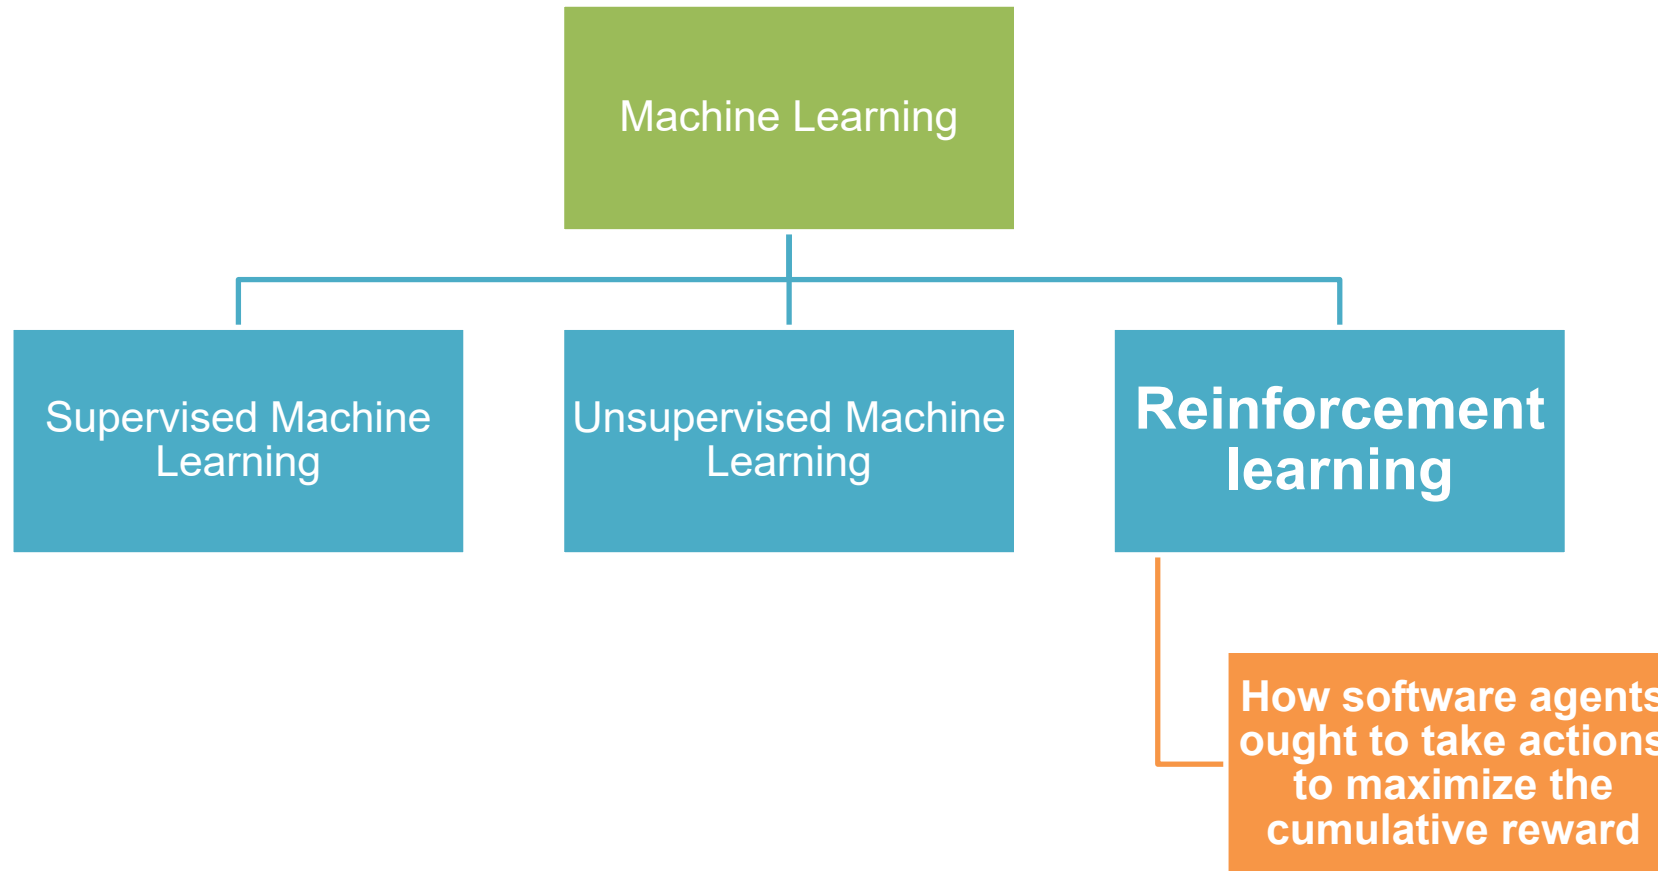 Machine Learning
Supervised Machine
Learning
Unsupervised Machine
Learning
Reinforcement
learning
How software agents
ought to take actions
to maximize the
cumulative reward